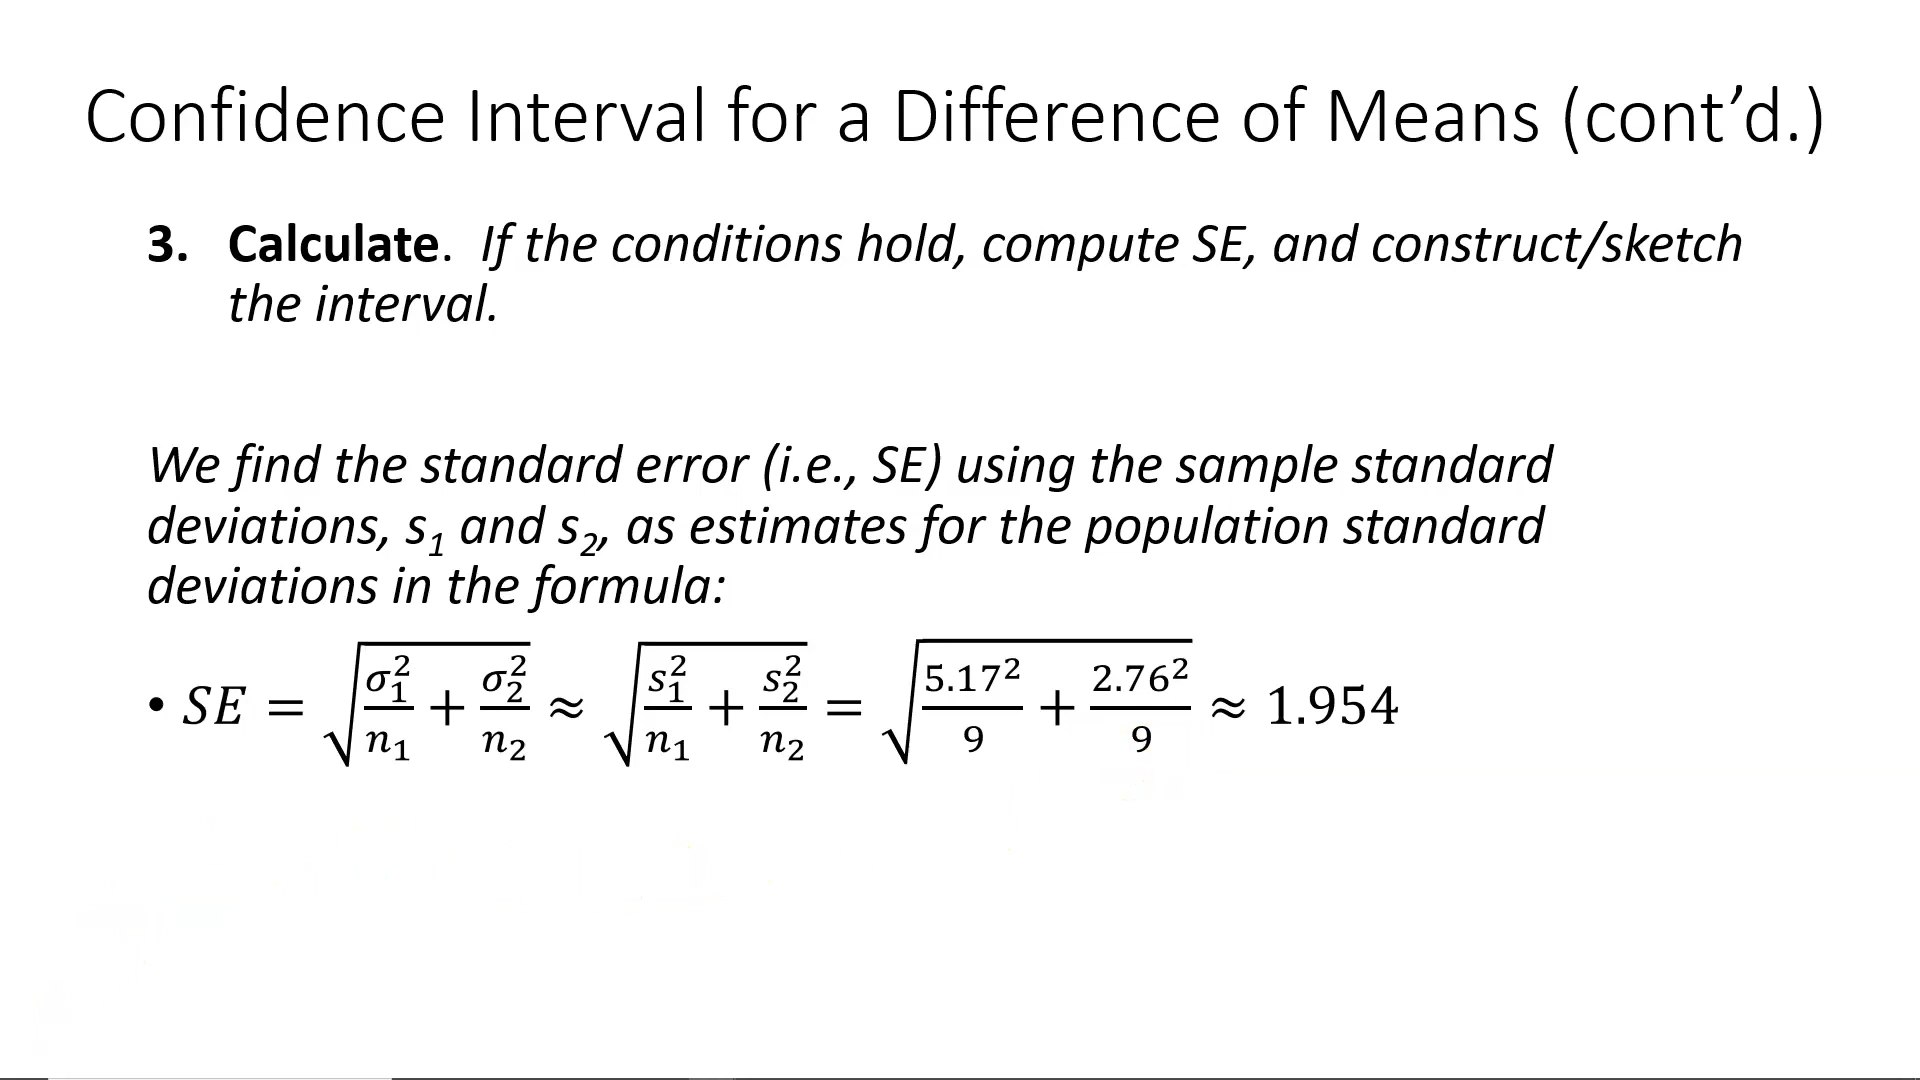 Confidence Interval for a Difference of Means (cont’d.)
3. Calculate. If the conditions hold, compute SE, and construct/sketch
the interval.
We find the standard error (i.e., SE) using the sample standard
deviations, s₁ and s₂, as estimates for the population standard
deviations in the formula:
• SE = √(σ₁²/n₁ + σ₂²/n₂) ≈ √(s₁²/n₁ + s₂²/n₂) = √(5.17²/9 + 2.76²/9) ≈ 1.954